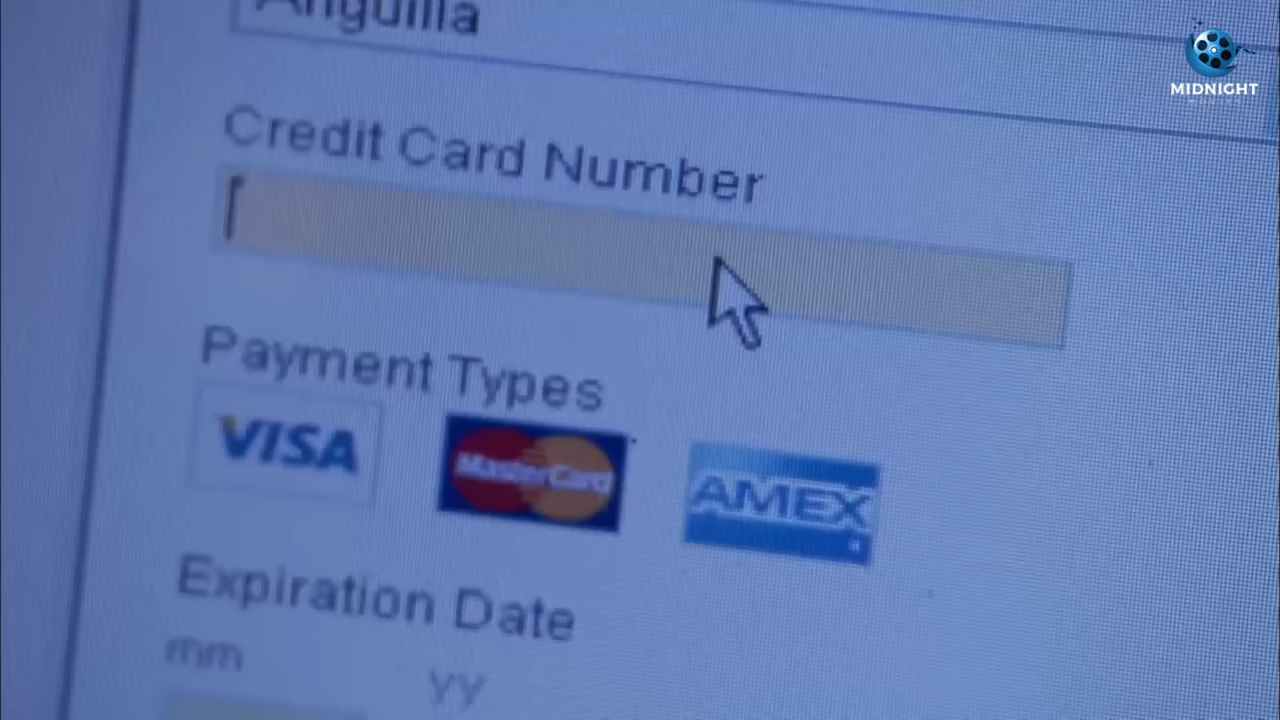 Anguilla
MIDNIGHT
Credit Card Number
Payment Types
VISA
MasterCard
AMEX
Expiration Date
mm
yy